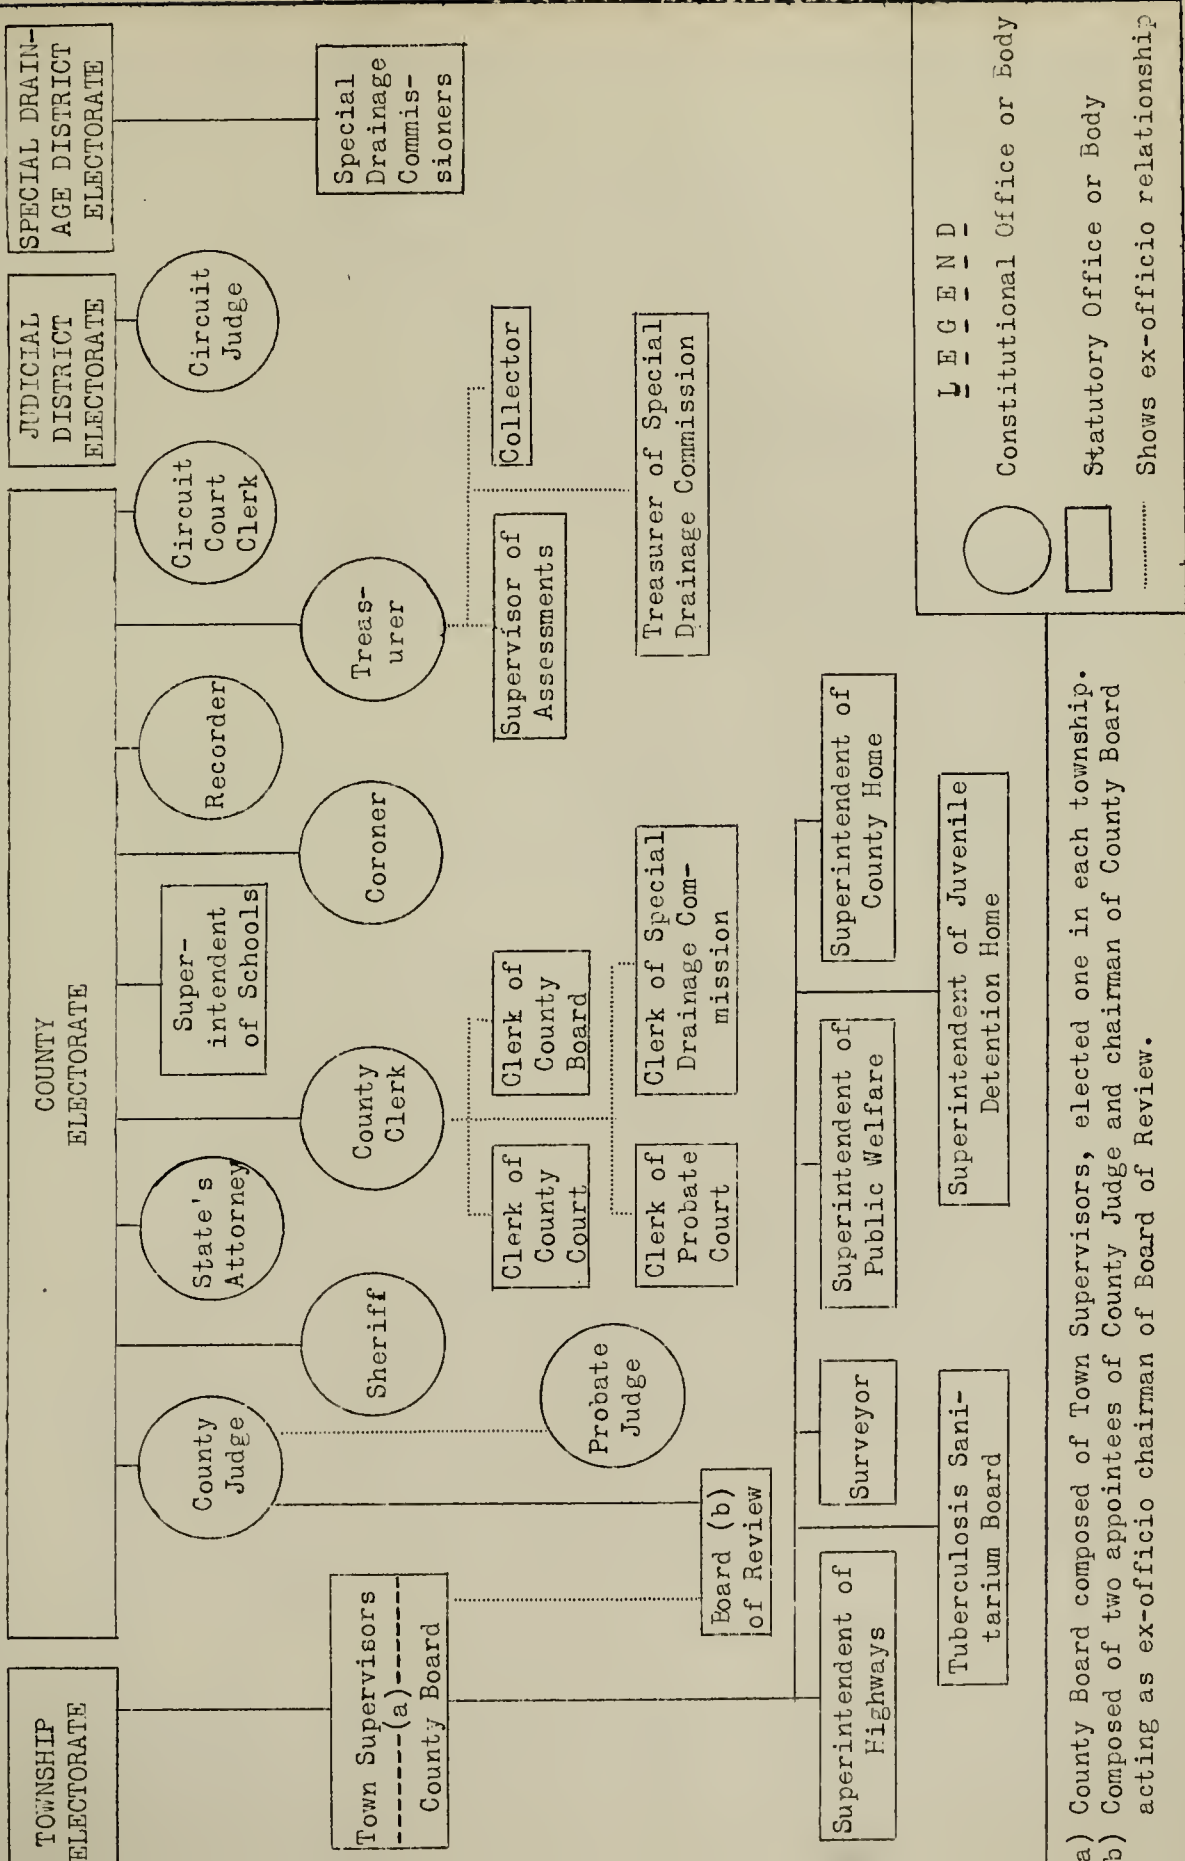 TOWNSHIP
ELECTORATE
COUNTY
ELECTORATE
JUDICIAL
DISTRICT
ELECTORATE
SPECIAL DRAIN-
AGE DISTRICT
ELECTORATE
County
Judge
State's
Attorney
Super-
intendent
of Schools
Recorder
Circuit
Court
Clerk
Circuit
Judge
Town Supervisors
------(a)------
County Board
Sheriff
County
Clerk
Coroner
Treas-
urer
Special
Drainage
Commis-
sioners
Clerk of
County
Court
Clerk of
County
Board
Supervisor of
Assessments
Collector
Probate
Judge
Clerk of
Probate
Court
Clerk of Special
Drainage Com-
mission
Treasurer of Special
Drainage Commission
Board (b)
of Review
Superintendent of
Highways
Surveyor
Superintendent of
Public Welfare
Superintendent of
County Home
Tuberculosis Sani-
tarium Board
Superintendent of Juvenile
Detention Home
LEGEND
Constitutional Office or Body
Statutory Office or Body
Shows ex-officio relationship
a) County Board composed of Town Supervisors, elected one in each township.
b) Composed of two appointees of County Judge and chairman of County Board
acting as ex-officio chairman of Board of Review.